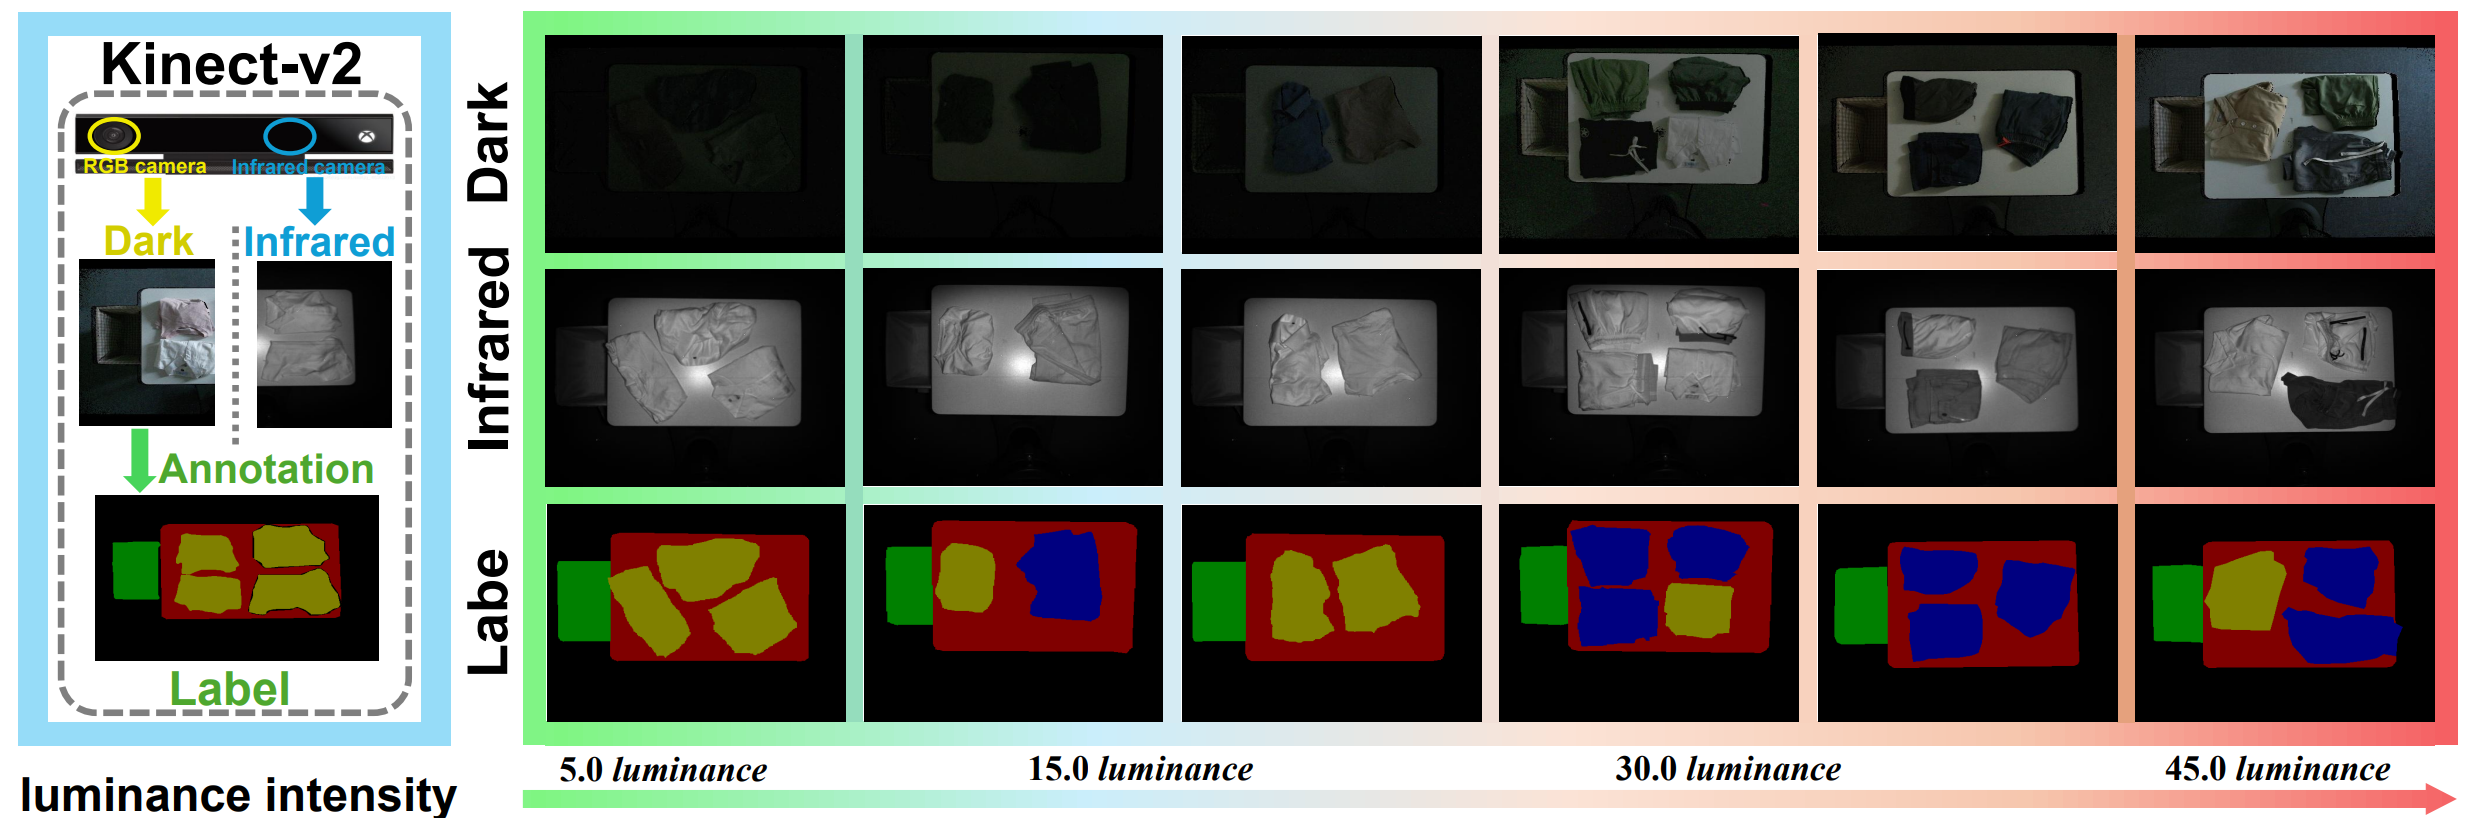 Kinect-v2
RGB camera
Infrared camera
Dark
Infrared
Annotation
Label
luminance intensity
Dark
Infrared
Labe
5.0 luminance
15.0 luminance
30.0 luminance
45.0 luminance